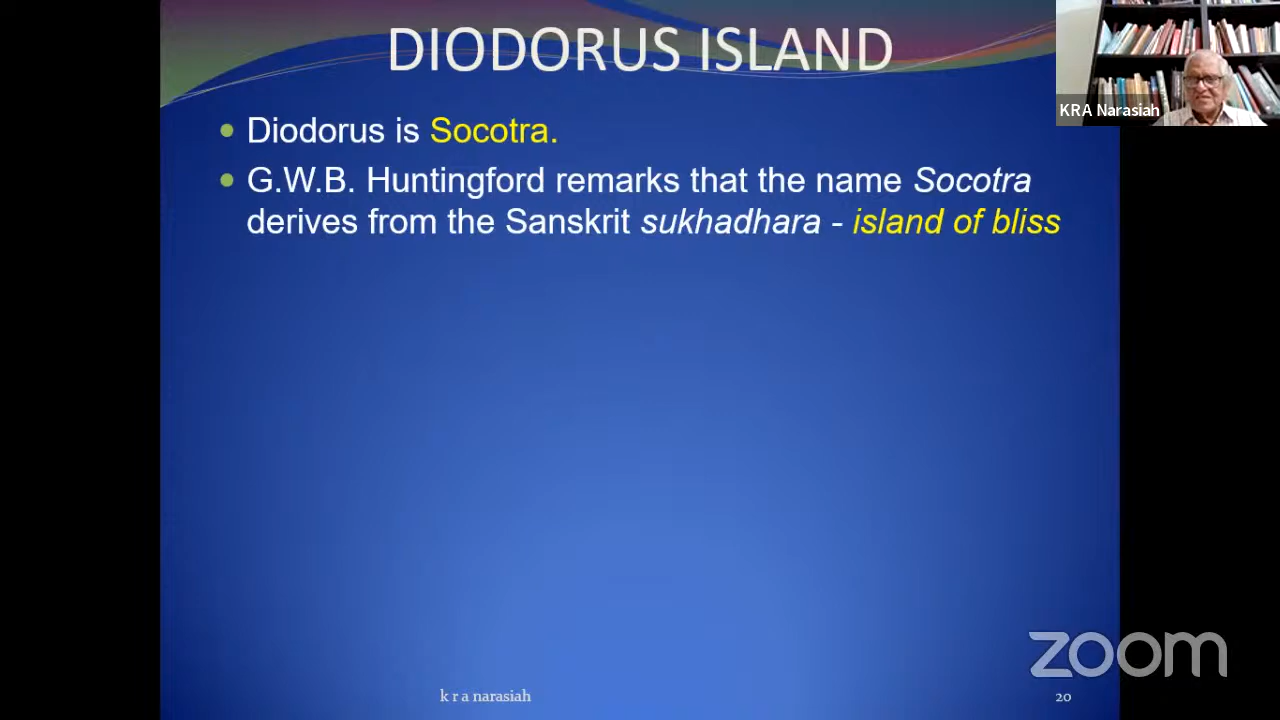 DIODORUS ISLAND
KRA Narasiah
Diodorus is Socotra.
G.W.B. Huntingford remarks that the name Socotra
derives from the Sanskrit sukhadhara - island of bliss
zoom
k r a narasiah
20